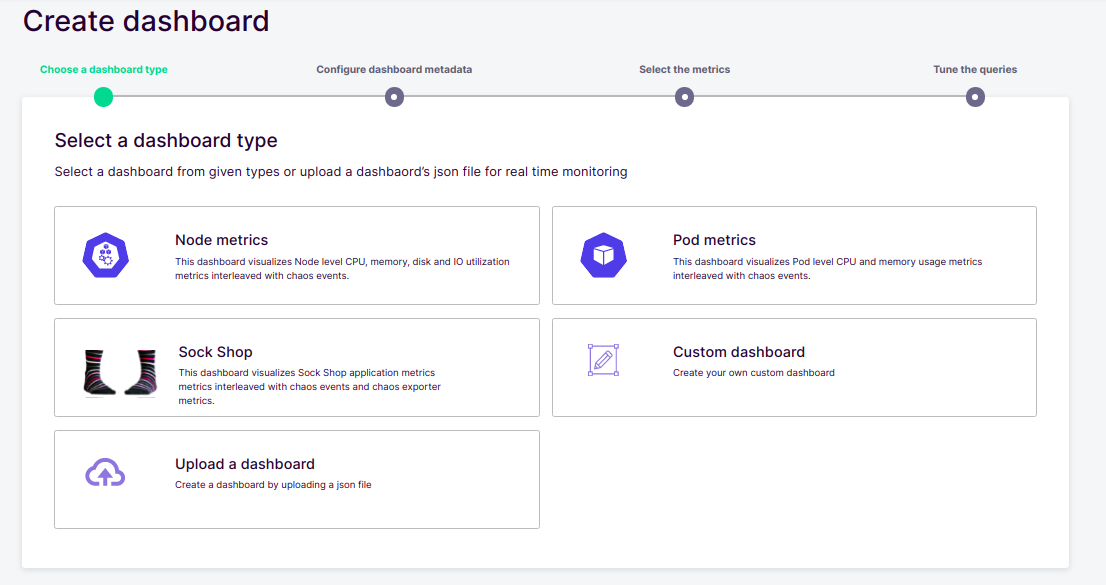 Create dashboard
Choose a dashboard type
Configure dashboard metadata
Select the metrics
Tune the queries
Select a dashboard type
Select a dashboard from given types or upload a dashbaord's json file for real time monitoring
Node metrics
This dashboard visualizes Node level CPU, memory, disk and IO utilization
metrics interleaved with chaos events.
Pod metrics
This dashboard visualizes Pod level CPU and memory usage metrics
interleaved with chaos events.
Sock Shop
This dashboard visualizes Sock Shop application metrics
metrics interleaved with chaos events and chaos exporter
metrics.
Custom dashboard
Create your own custom dashboard
Upload a dashboard
Create a dashboard by uploading a json file